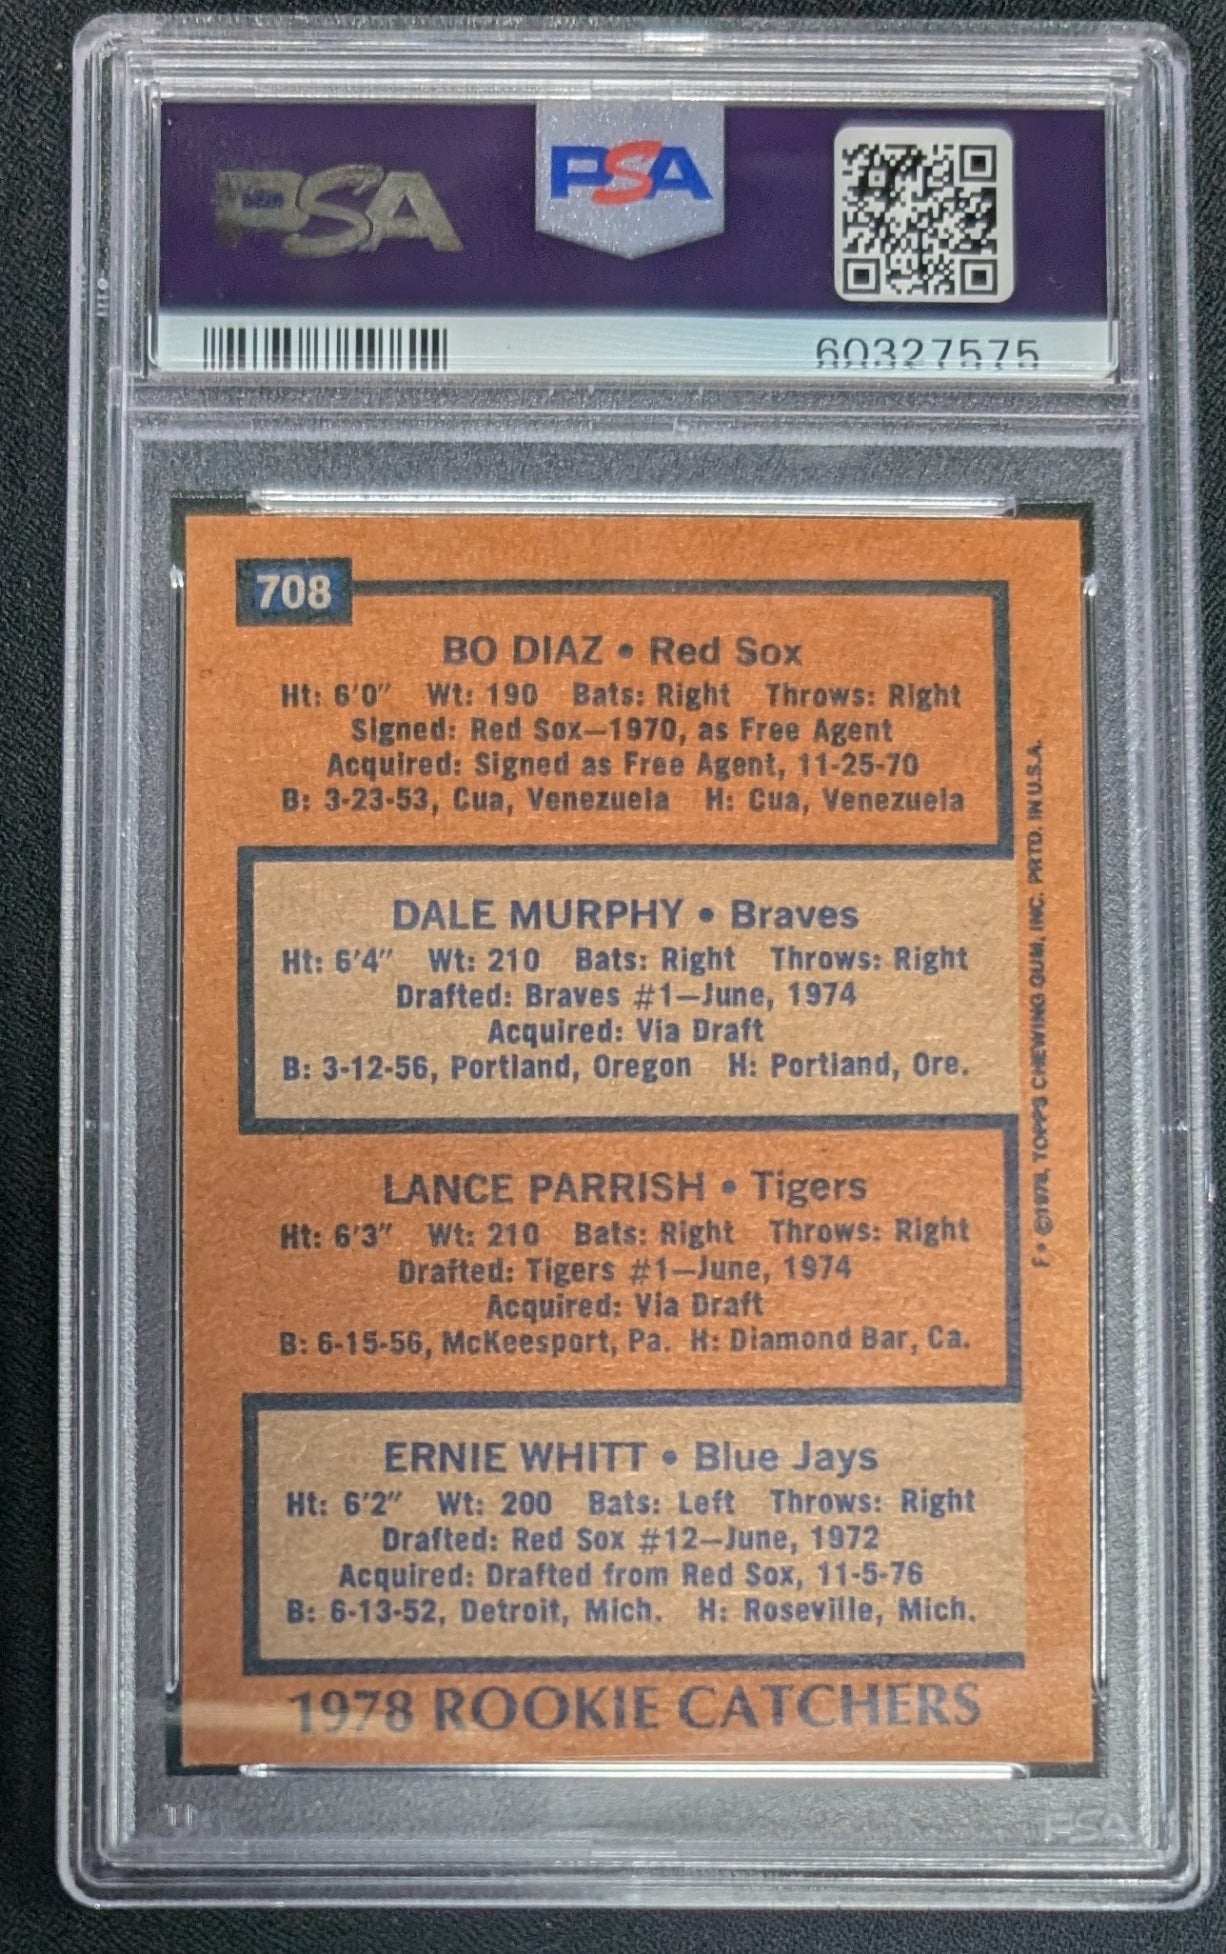 PSA
PSA
60327575
708
BO DIAZ • Red Sox
Ht: 6'0" Wt: 190 Bats: Right Throws: Right
Signed: Red Sox—1970, as Free Agent
Acquired: Signed as Free Agent, 11-25-70
B: 3-23-53, Cua, Venezuela H: Cua, Venezuela
DALE MURPHY • Braves
Ht: 6'4" Wt: 210 Bats: Right Throws: Right
Drafted: Braves #1—June, 1974
Acquired: Via Draft
B: 3-12-56, Portland, Oregon H: Portland, Ore.
LANCE PARRISH • Tigers
Ht: 6'3" Wt: 210 Bats: Right Throws: Right
Drafted: Tigers #1—June, 1974
Acquired: Via Draft
B: 6-15-56, McKeesport, Pa. H: Diamond Bar, Ca.
ERNIE WHITT • Blue Jays
Ht: 6'2" Wt: 200 Bats: Left Throws: Right
Drafted: Red Sox #12—June, 1972
Acquired: Drafted from Red Sox, 11-5-76
B: 6-13-52, Detroit, Mich. H: Roseville, Mich.
1978 ROOKIE CATCHERS
F• ©1978, TOPPS CHEWING GUM, INC. PRTD. IN U.S.A.
PSA